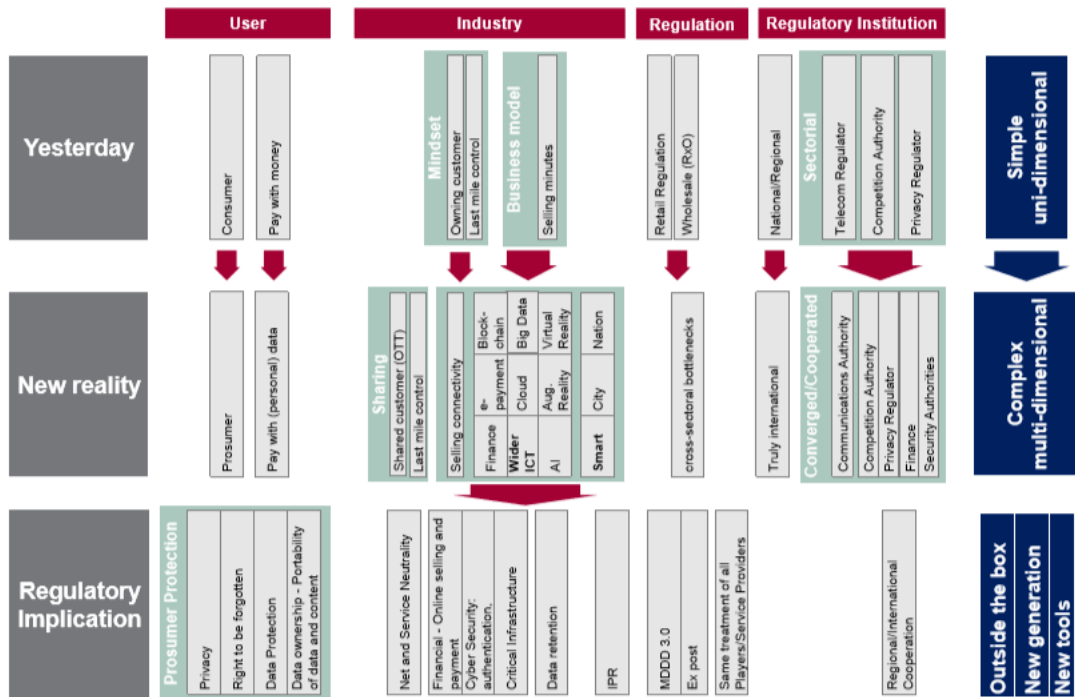 User
Industry
Regulation
Regulatory Institution
Yesterday
Consumer
Pay with money
Mindset
Owning customer
Last mile control
Business model
Selling minutes
Retail Regulation
Wholesale (RxO)
National/Regional
Sectorial
Telecom Regulator
Competition Authority
Privacy Regulator
Simple
uni-dimensional
New reality
Prosumer
Pay with (personal) data
Sharing
Shared customer (OTT)
Last mile control
Selling connectivity
Finance
e-
payment
Block-
chain
Wider
ICT
Cloud
Big Data
AI
Aug.
Reality
Virtual
Reality
Smart
City
Nation
cross-sectoral bottlenecks
Truly international
Converged/Cooperated
Communications Authority
Competition Authority
Privacy Regulator
Finance
Security Authorities
Complex
multi-dimensional
Regulatory
Implication
Prosumer Protection
Privacy
Right to be forgotten
Data Protection
Data ownership - Portability
of data and content
Net and Service Neutrality
Financial - Online selling and
payment
Cyber Security:
authentication,
Critical Infrastructure
Data retention
IPR
MDDD 3.0
Ex post
Same treatment of all
Players/Service Providers
Regional/International
Cooperation
Outside the box
New generation
New tools